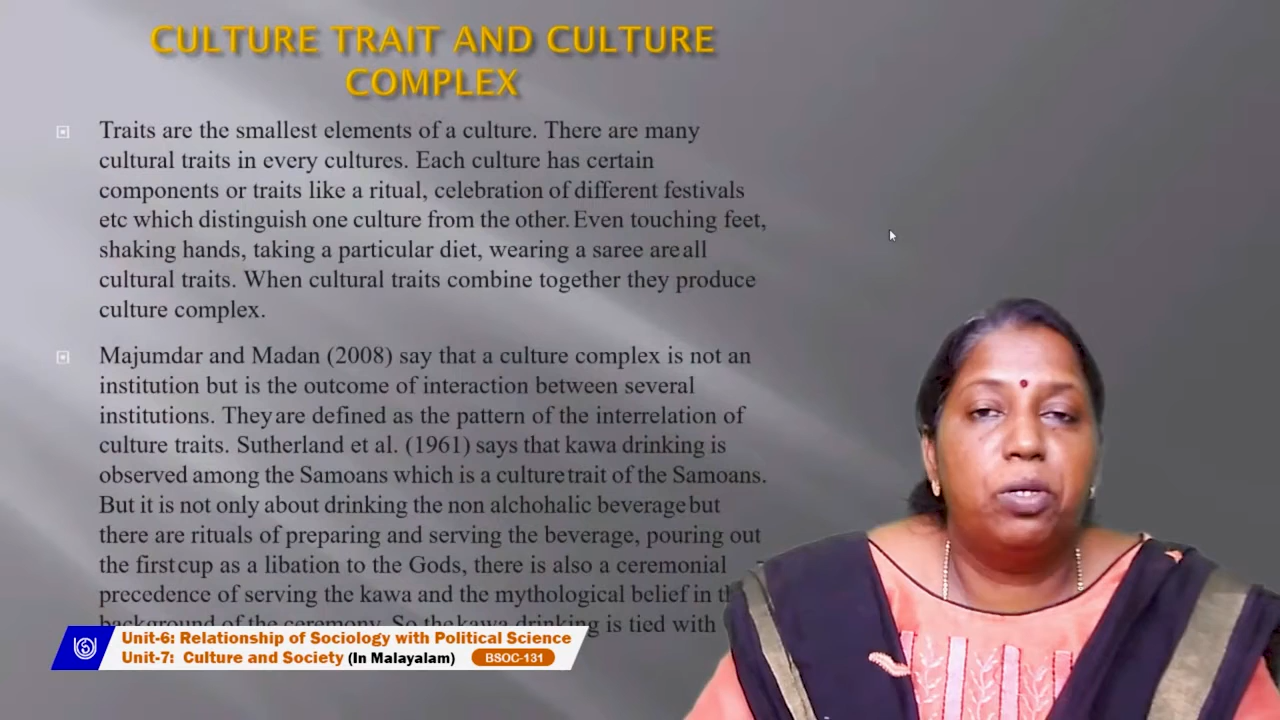 CULTURE TRAIT AND CULTURE
COMPLEX
Traits are the smallest elements of a culture. There are many
cultural traits in every cultures. Each culture has certain
components or traits like a ritual, celebration of different festivals
etc which distinguish one culture from the other. Even touching feet,
shaking hands, taking a particular diet, wearing a saree are all
cultural traits. When cultural traits combine together they produce
culture complex.
Majumdar and Madan (2008) say that a culture complex is not an
institution but is the outcome of interaction between several
institutions. They are defined as the pattern of the interrelation of
culture traits. Sutherland et al. (1961) says that kawa drinking is
observed among the Samoans which is a culture trait of the Samoans.
But it is not only about drinking the non alchohalic beverage but
there are rituals of preparing and serving the beverage, pouring out
the first cup as a libation to the Gods, there is also a ceremonial
precedence of serving the kawa and the mythological belief in
background of the ceremony. So the kawa drinking is tied with
Unit-6: Relationship of Sociology with Political Science
Unit-7: Culture and Society (In Malayalam) BSOC-131